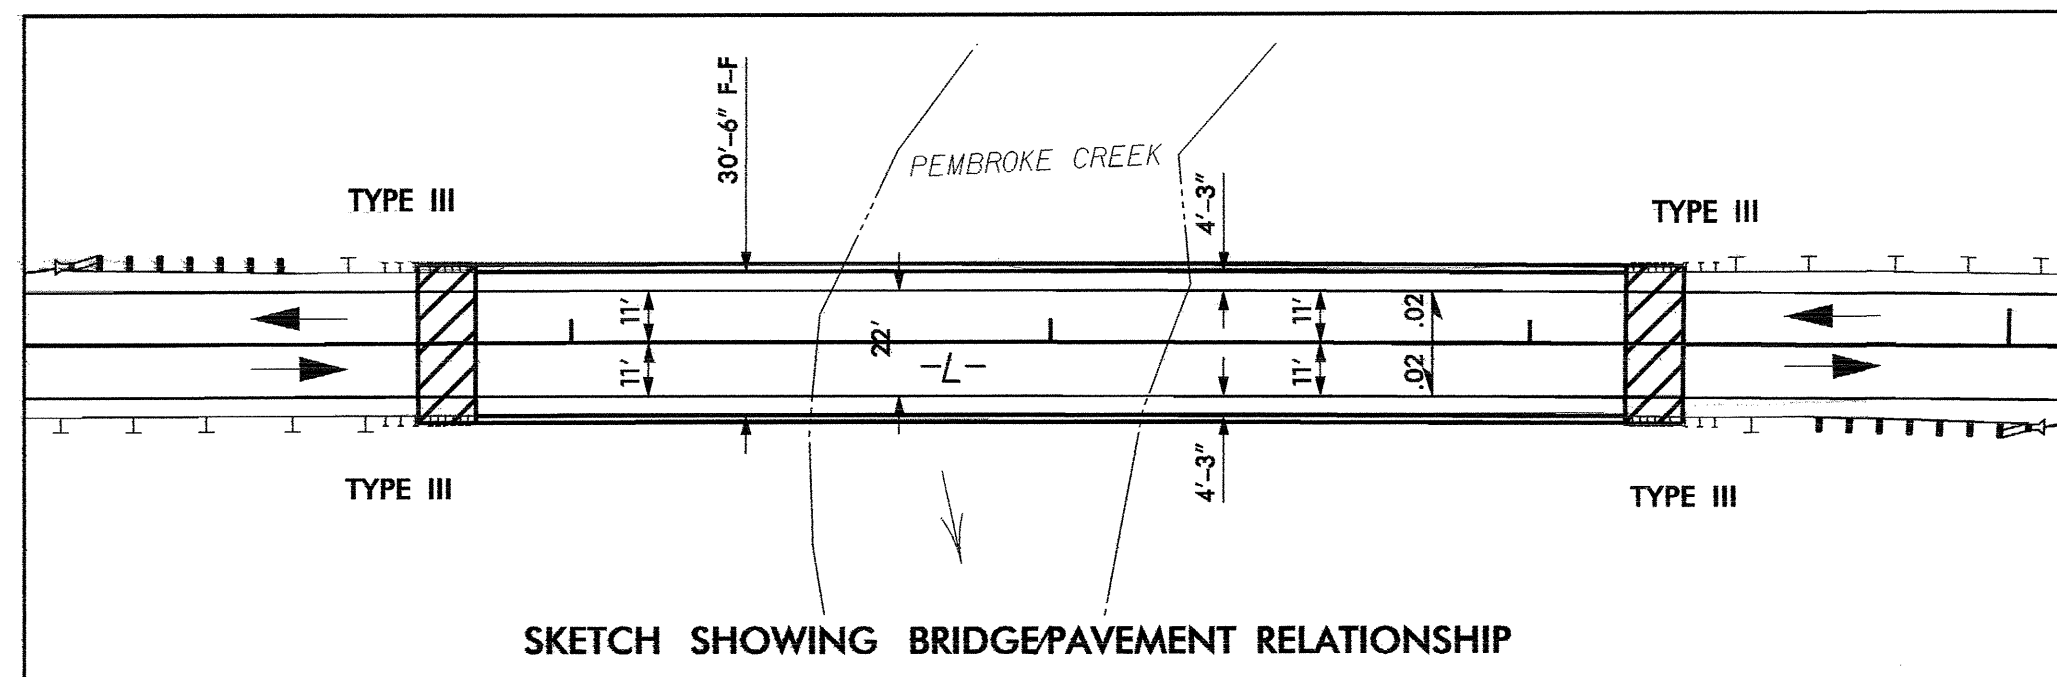 30'-6" F-F
PEMBROKE CREEK
TYPE III
4'-3"
TYPE III
11'
22'
11'
.02
11'
-L-
11'
.02
4'-3"
TYPE III
TYPE III
SKETCH SHOWING BRIDGE/PAVEMENT RELATIONSHIP